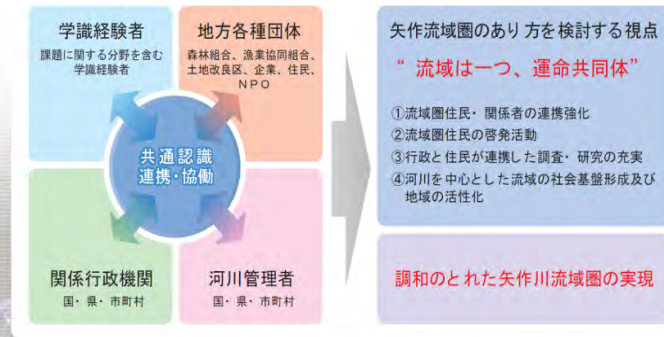 学識経験者
課題に関する分野を含む
学識経験者
地方各種団体
森林組合、漁業協同組合、
土地改良区、企業、住民、
NPO
共通認識
連携・協働
関係行政機関
国・県・市町村
河川管理者
国・県・市町村
矢作流域圏のあり方を検討する視点
“流域は一つ、運命共同体”
①流域圏住民・関係者の連携強化
②流域圏住民の啓発活動
③行政と住民が連携した調査・研究の充実
④河川を中心とした流域の社会基盤形成及び
地域の活性化
調和のとれた矢作川流域圏の実現